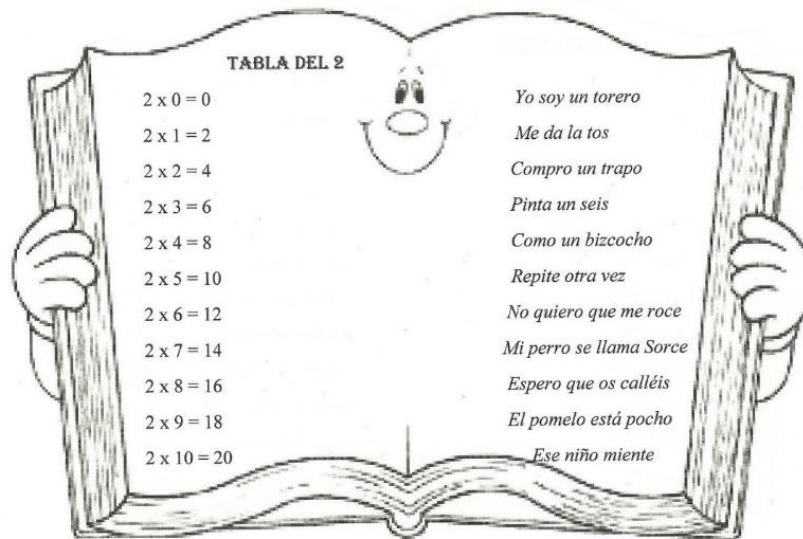 TABLA DEL 2
2 x 0 = 0 Yo soy un torero
2 x 1 = 2 Me da la tos
2 x 2 = 4 Compro un trapo
2 x 3 = 6 Pinta un seis
2 x 4 = 8 Como un bizcocho
2 x 5 = 10 Repite otra vez
2 x 6 = 12 No quiero que me roce
2 x 7 = 14 Mi perro se llama Sorce
2 x 8 = 16 Espero que os calléis
2 x 9 = 18 El pomelo está pocho
2 x 10 = 20 Ese niño miente